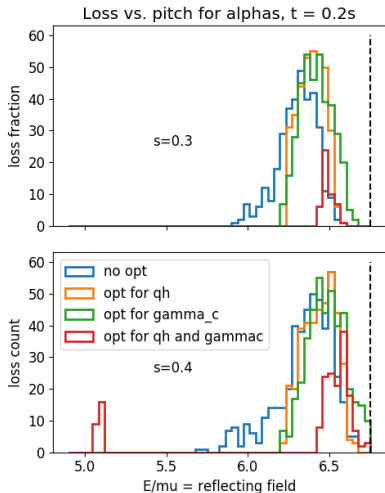 Loss vs. pitch for alphas, t = 0.2s
60
50
40
30
20
10
0
loss fraction
s=0.3
60
50
40
30
20
10
0
loss count
no opt
opt for qh
opt for gamma_c
opt for qh and gammac
s=0.4
5.0 5.5 6.0 6.5
E/mu = reflecting field